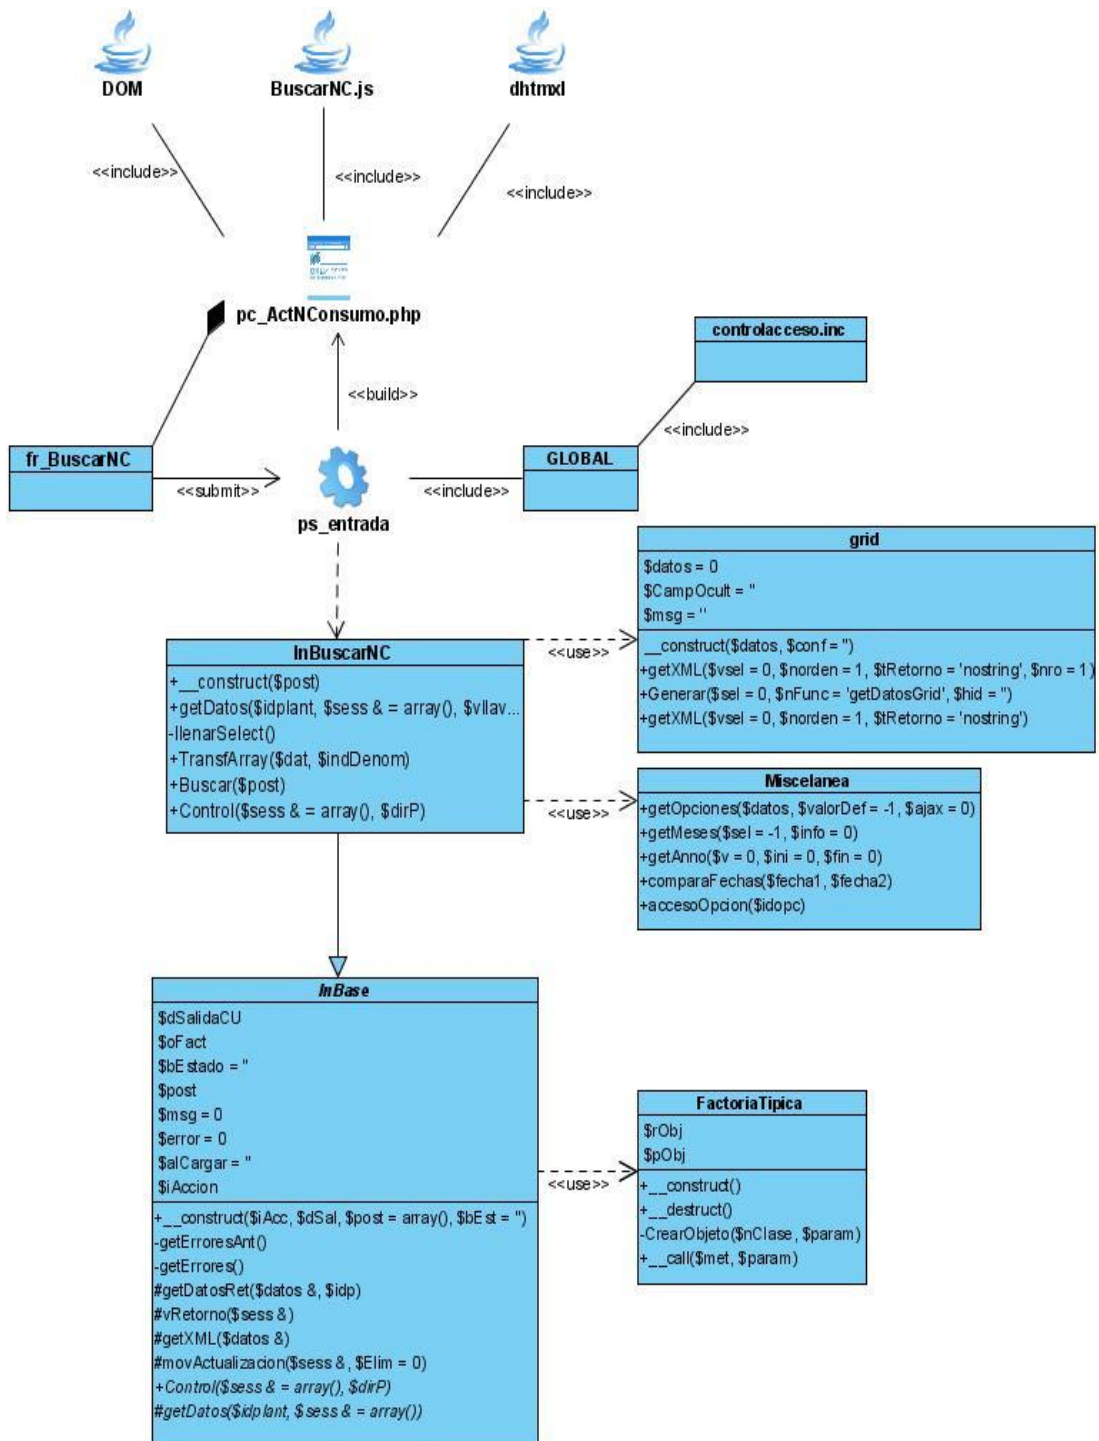 DOM
BuscarNC.js
dhtmxl
<<include>>
<<include>>
<<include>>
pc_ActNConsumo.php
controlacceso.inc
<<build>>
<<include>>
fr_BuscarNC
GLOBAL
<<submit>>
<<include>>
ps_entrada
grid
$datos = 0
$CampOcult = ''
$msg = ''
__construct($datos, $conf = '')
+getXML($vsel = 0, $norden = 1, $tRetorno = 'nostring', $nro = 1)
+Generar($sel = 0, $nFunc = 'getDatosGrid', $hid = '')
+getXML($vsel = 0, $norden = 1, $tRetorno = 'nostring')
<<use>>
InBuscarNC
+__construct($post)
+getDatos($idplant, $sess & = array(), $vllav...
-llenarSelect()
+TransfArray($dat, $indDenom)
+Buscar($post)
+Control($sess & = array(), $dirP)
<<use>>
Miscelanea
+getOpciones($datos, $valorDef = -1, $ajax = 0)
+getMeses($sel = -1, $info = 0)
+getAnno($v = 0, $ini = 0, $fin = 0)
+comparaFechas($fecha1, $fecha2)
+accesoOpcion($idopc)
InBase
$dSalidaCU
$oFact
$bEstado = ''
$post
$msg = 0
$error = 0
$alCargar = ''
$iAccion
+__construct($iAcc, $dSal, $post = array(), $bEst = '')
-getErroresAnt()
-getErrores()
#getDatosRet($datos &, $idp)
#vRetorno($sess &)
#getXML($datos &)
#movActualizacion($sess &, $Elim = 0)
+Control($sess & = array(), $dirP)
#getDatos($idplant, $sess & = array())
<<use>>
FactoriaTipica
$rObj
$pObj
+__construct()
+__destruct()
-CrearObjeto($nClase, $param)
+__call($met, $param)